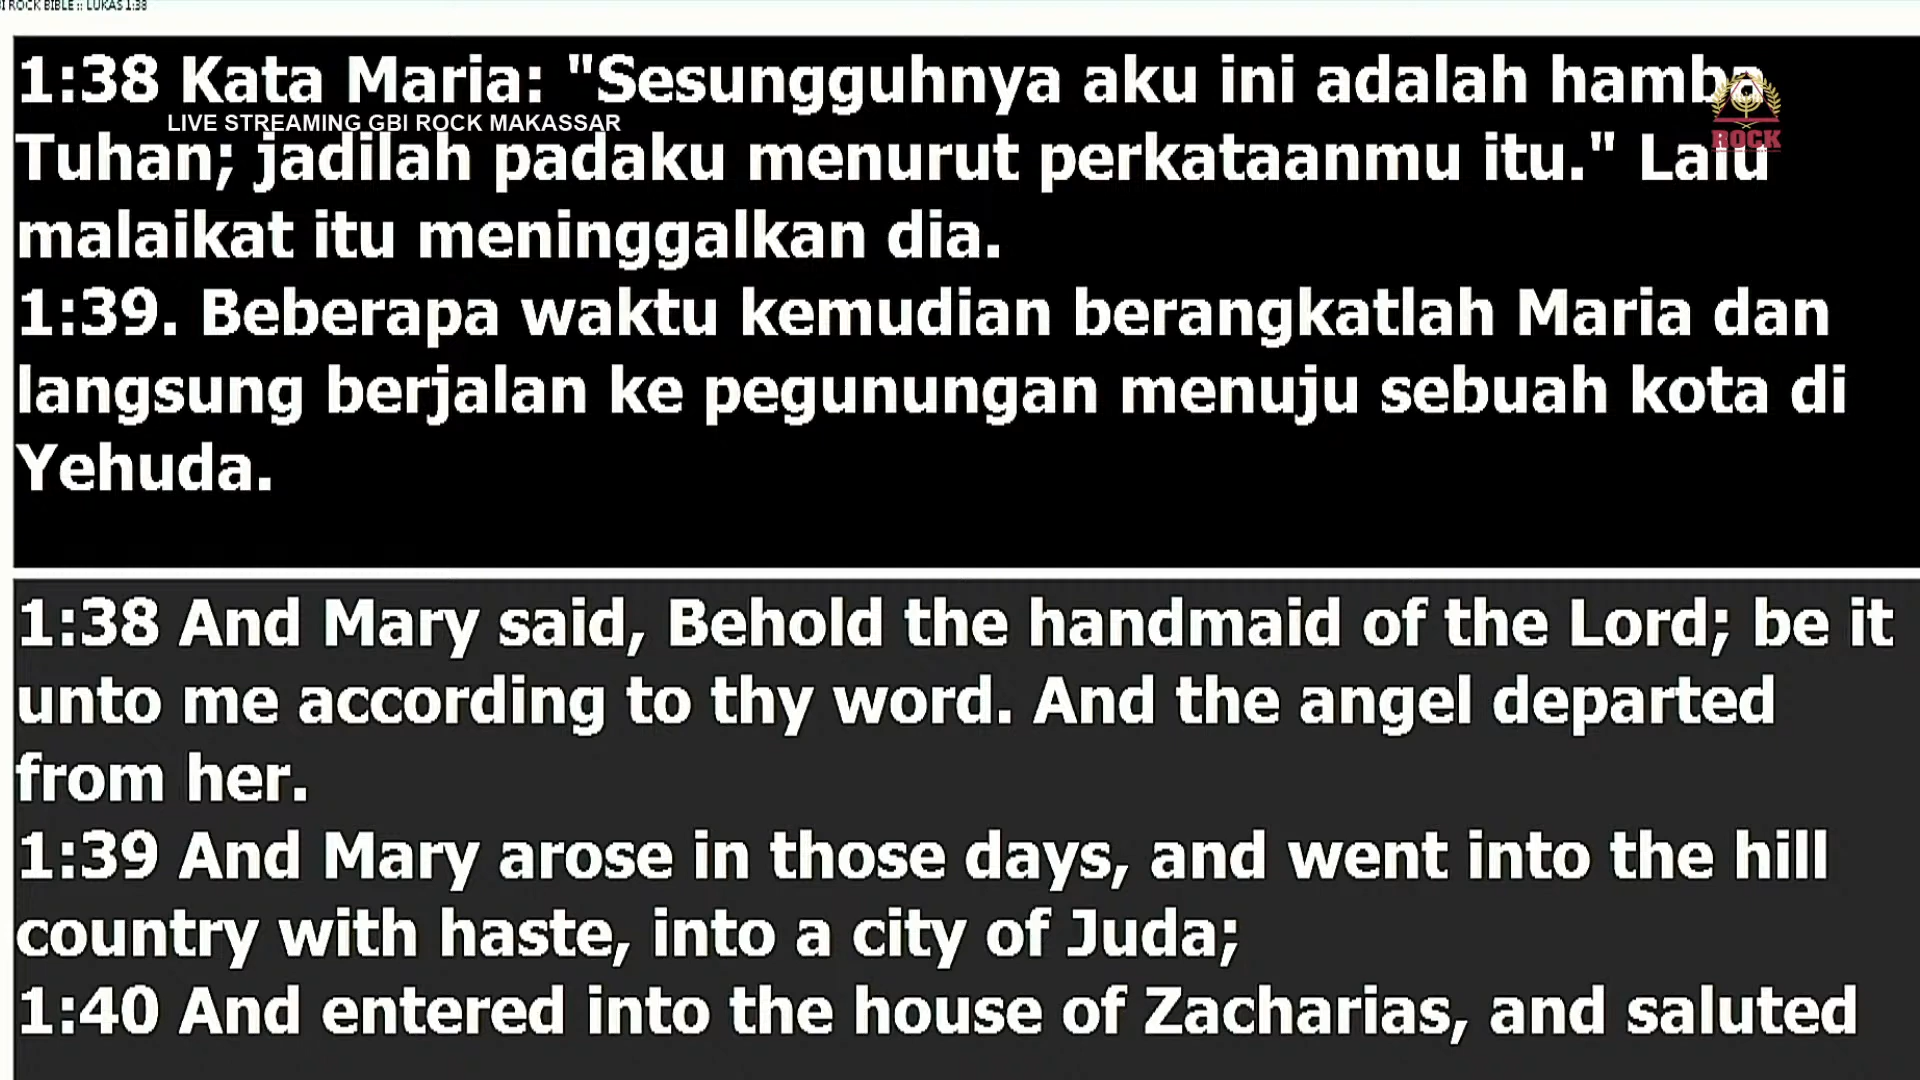 I ROCK BIBLE :: LUKAS 1:38
1:38 Kata Maria: "Sesungguhnya aku ini adalah hamba
LIVE STREAMING GBI ROCK MAKASSAR
ROCK
Tuhan; jadilah padaku menurut perkataanmu itu." Lalu
malaikat itu meninggalkan dia.
1:39. Beberapa waktu kemudian berangkatlah Maria dan
langsung berjalan ke pegunungan menuju sebuah kota di
Yehuda.
1:38 And Mary said, Behold the handmaid of the Lord; be it
unto me according to thy word. And the angel departed
from her.
1:39 And Mary arose in those days, and went into the hill
country with haste, into a city of Juda;
1:40 And entered into the house of Zacharias, and saluted